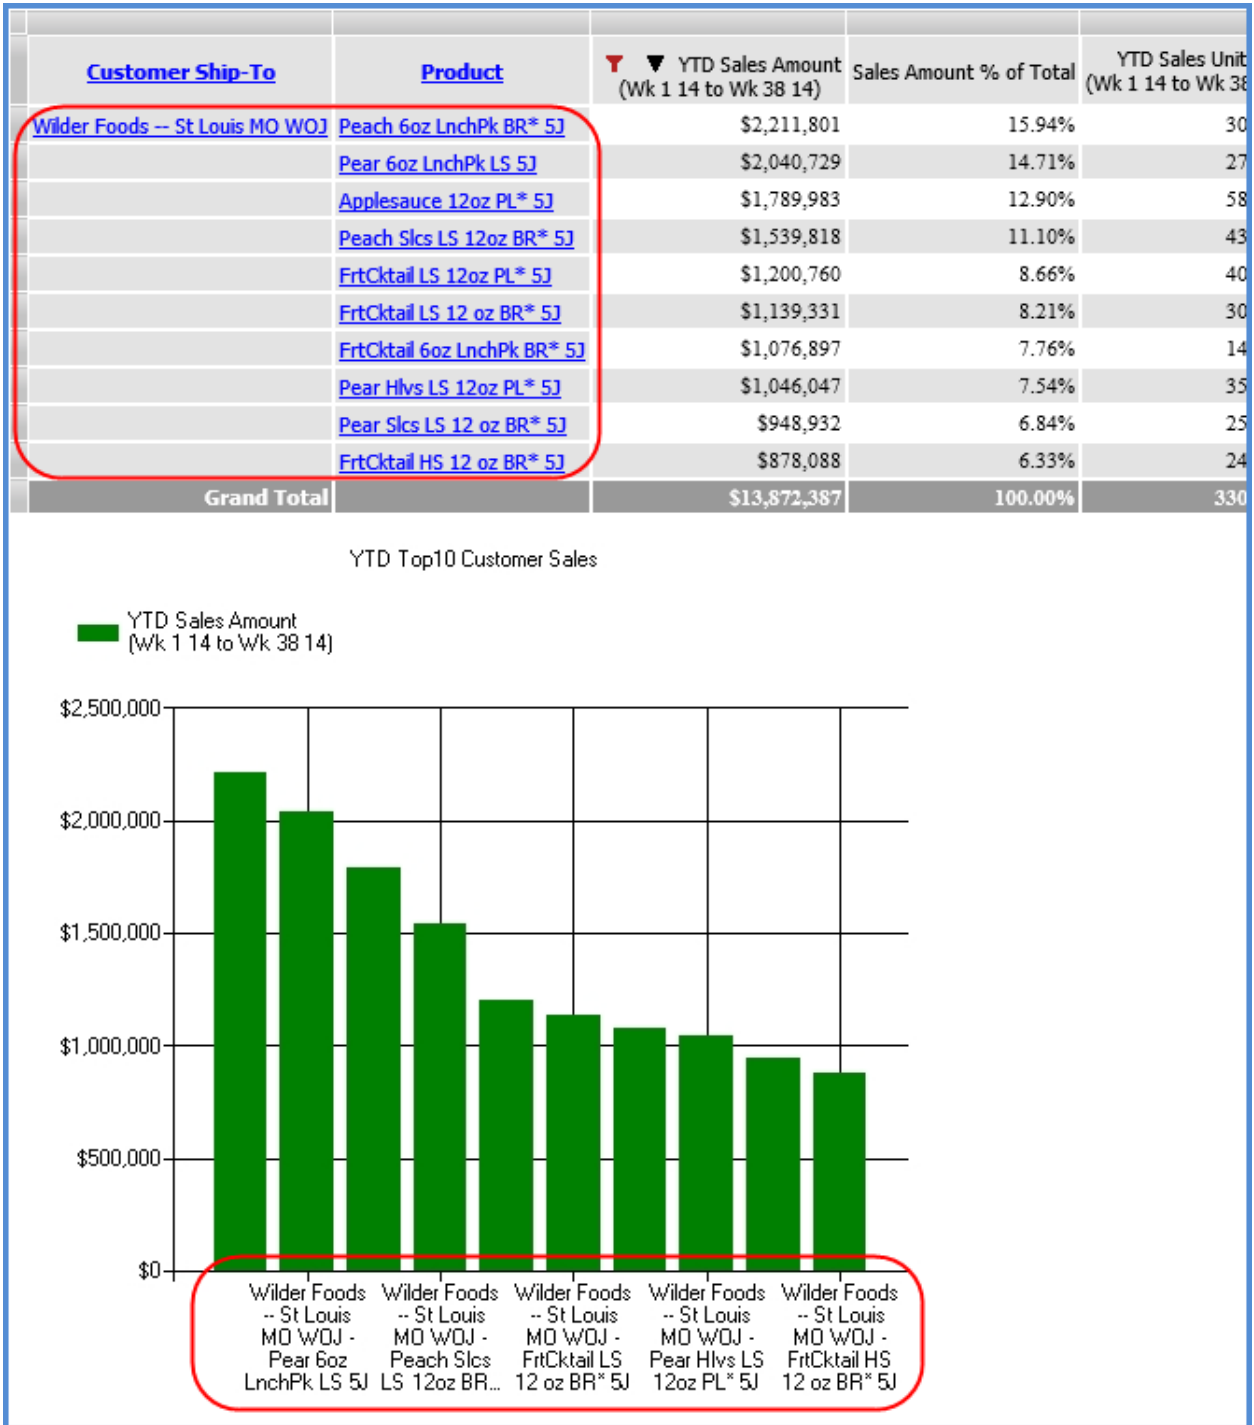 Customer Ship-To Product YTD Sales Amount Sales Amount % of Total YTD Sales Unit
(Wk 1 14 to Wk 38 14) (Wk 1 14 to Wk 38
Wilder Foods -- St Louis MO WOJ Peach 6oz LnchPk BR* 5J $2,211,801 15.94% 30
Pear 6oz LnchPk LS 5J $2,040,729 14.71% 27
Applesauce 12oz PL* 5J $1,789,983 12.90% 58
Peach Slcs LS 12oz BR* 5J $1,539,818 11.10% 43
FrtCktail LS 12oz PL* 5J $1,200,760 8.66% 40
FrtCktail LS 12 oz BR* 5J $1,139,331 8.21% 30
FrtCktail 6oz LnchPk BR* 5J $1,076,897 7.76% 14
Pear Hlvs LS 12oz PL* 5J $1,046,047 7.54% 35
Pear Slcs LS 12 oz BR* 5J $948,932 6.84% 25
FrtCktail HS 12 oz BR* 5J $878,088 6.33% 24
Grand Total $13,872,387 100.00% 330
YTD Top10 Customer Sales
YTD Sales Amount
(Wk 1 14 to Wk 38 14)
$2,500,000
$2,000,000
$1,500,000
$1,000,000
$500,000
$0
Wilder Foods Wilder Foods Wilder Foods Wilder Foods Wilder Foods
-- St Louis -- St Louis -- St Louis -- St Louis -- St Louis
MO WOJ - MO WOJ - MO WOJ - MO WOJ - MO WOJ -
Pear 6oz Peach Slcs FrtCktail LS Pear Hlvs LS FrtCktail HS
LnchPk LS 5J LS 12oz BR... 12 oz BR* 5J 12oz PL* 5J 12 oz BR* 5J